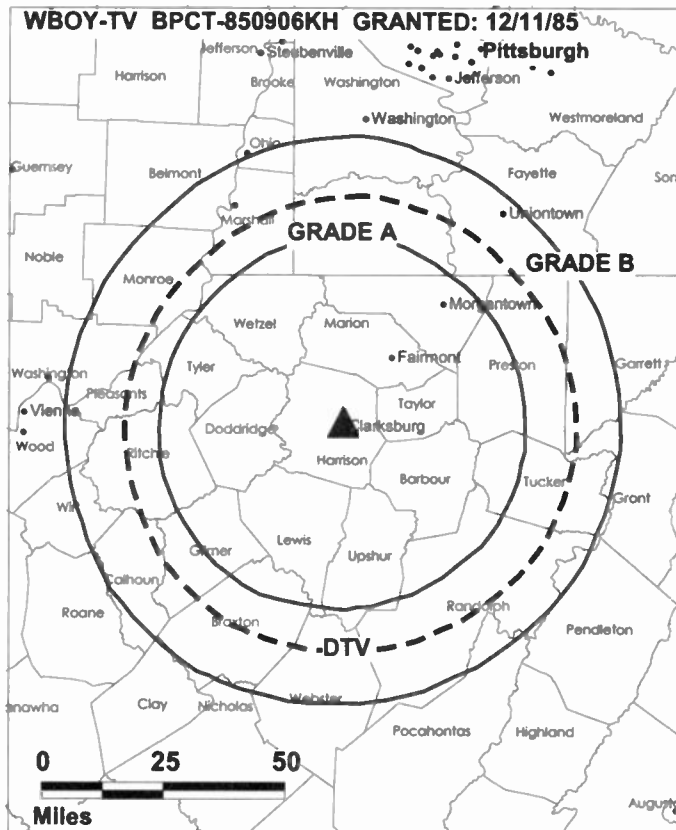 WBOY-TV BPCT-850906KH GRANTED: 12/11/85
Jefferson
Steubenville
Pittsburgh
Harrison
Brooke
Washington
Jefferson
Washington
Westmoreland
Ohio
Guernsey
Belmont
Fayette
Marshall
Uniontown
GRADE A
Noble
GRADE B
Monroe
Morgantown
Wetzel
Marion
Fairmont
Tyler
Preston
Garrett
Washington
Pleasants
Taylor
Vienna
Doddridge
Clarksburg
Wood
Ritchie
Harrison
Barbour
Tucker
Grant
Wir
Lewis
Gilmer
Upshur
Calhoun
Roane
Randolph
Braxton
Pendleton
DTV
Webster
Clay
Nicholas
anawha
Pocahontas
Highland
0 25 50
Miles
August